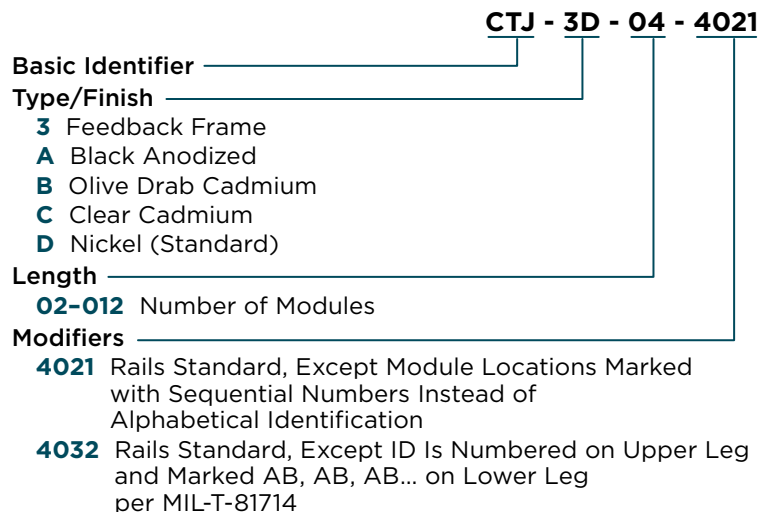 CTJ - 3D - 04 - 4021
Basic Identifier
Type/Finish
3 Feedback Frame
A Black Anodized
B Olive Drab Cadmium
C Clear Cadmium
D Nickel (Standard)
Length
02–012 Number of Modules
Modifiers
4021 Rails Standard, Except Module Locations Marked
with Sequential Numbers Instead of
Alphabetical Identification
4032 Rails Standard, Except ID Is Numbered on Upper Leg
and Marked AB, AB, AB... on Lower Leg
per MIL-T-81714